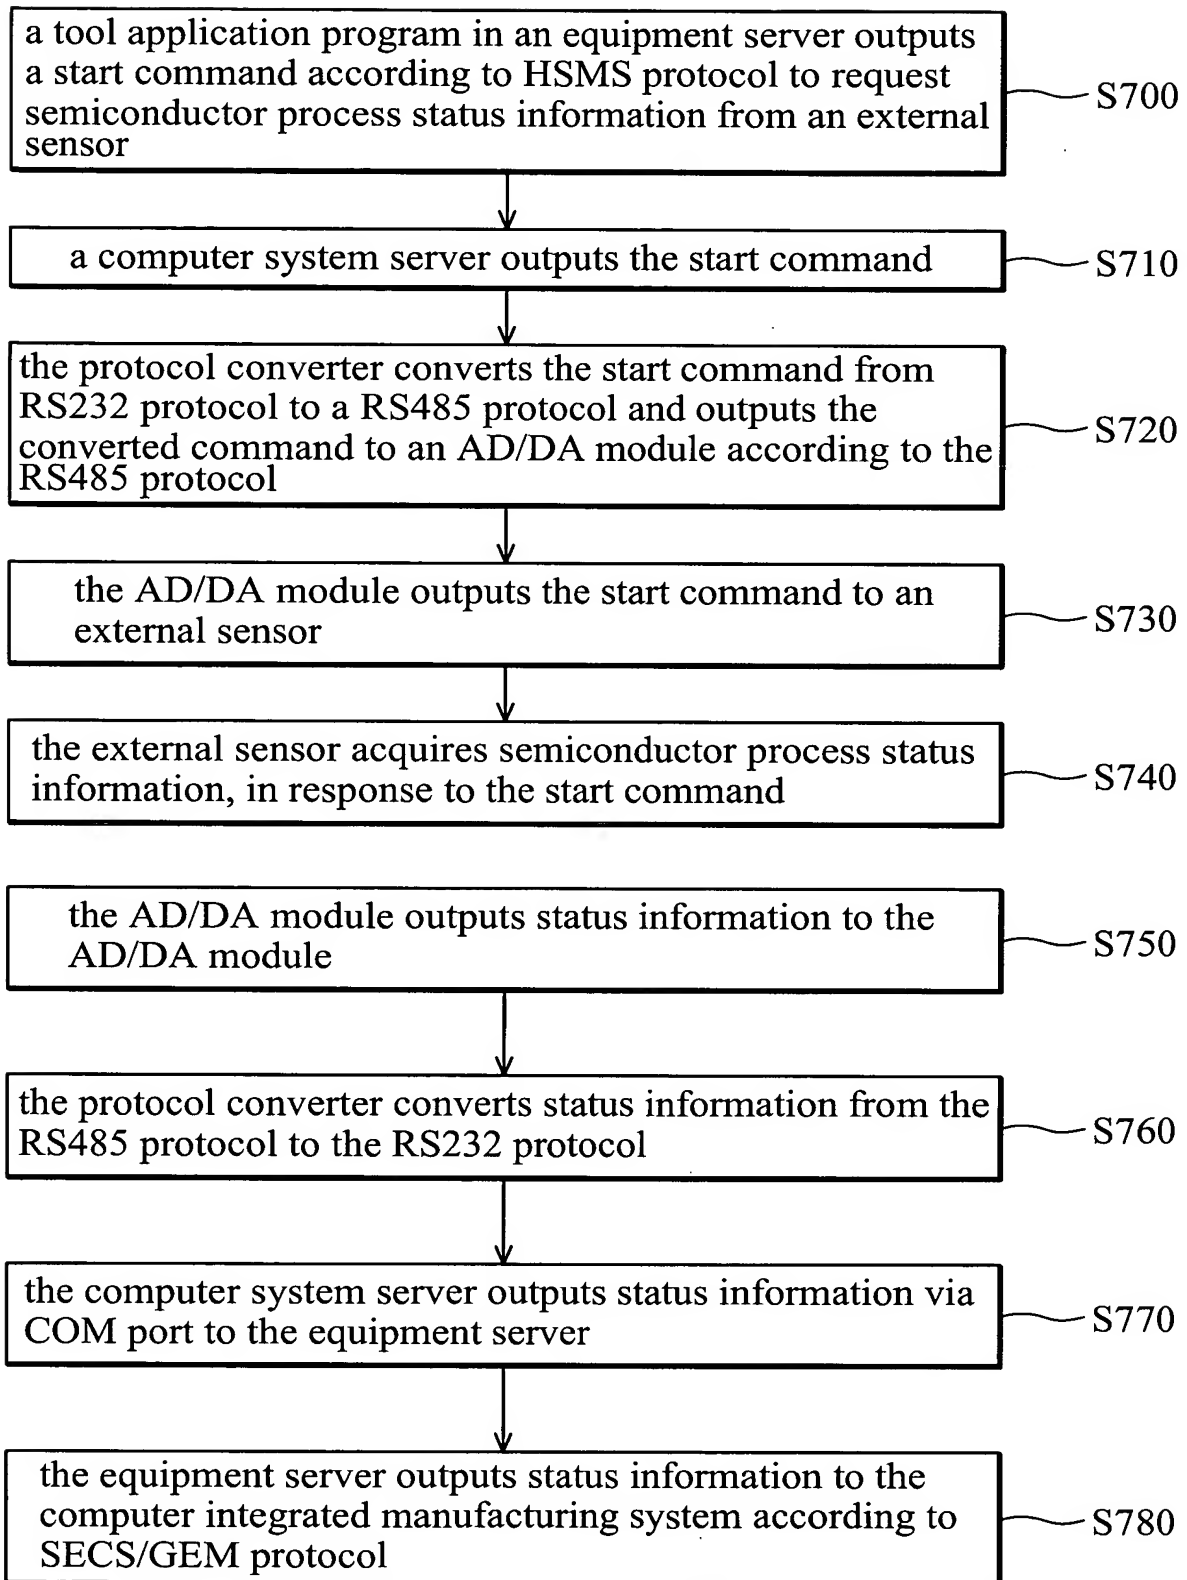 a tool application program in an equipment server outputs
a start command according to HSMS protocol to request
semiconductor process status information from an external
sensor
S700
a computer system server outputs the start command
S710
the protocol converter converts the start command from
RS232 protocol to a RS485 protocol and outputs the
converted command to an AD/DA module according to the
RS485 protocol
S720
the AD/DA module outputs the start command to an
external sensor
S730
the external sensor acquires semiconductor process status
information, in response to the start command
S740
the AD/DA module outputs status information to the
AD/DA module
S750
the protocol converter converts status information from the
RS485 protocol to the RS232 protocol
S760
the computer system server outputs status information via
COM port to the equipment server
S770
the equipment server outputs status information to the
computer integrated manufacturing system according to
SECS/GEM protocol
S780